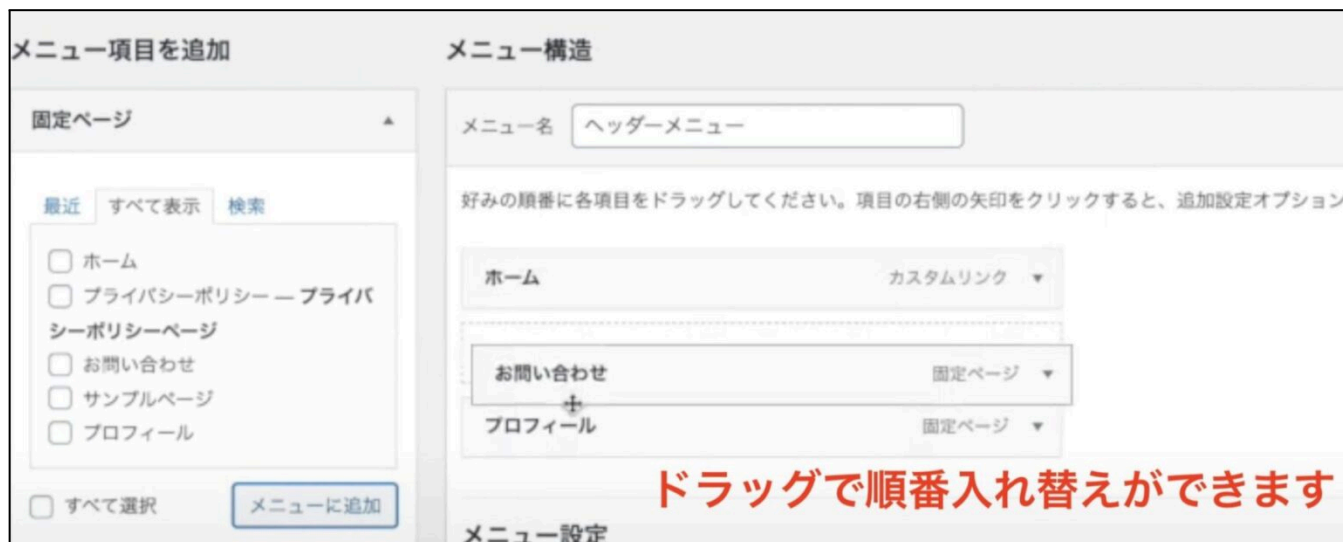 メニュー項目を追加
固定ページ
最近 すべて表示 検索
ホーム
プライバシーポリシー — プライバ
シーポリシーページ
お問い合わせ
サンプルページ
プロフィール
すべて選択 メニューに追加
メニュー構造
メニュー名 ヘッダーメニュー
好みの順番に各項目をドラッグしてください。項目の右側の矢印をクリックすると、追加設定オプション
ホーム カスタムリンク
お問い合わせ 固定ページ
プロフィール 固定ページ
ドラッグで順番入れ替えができます
メニュー設定